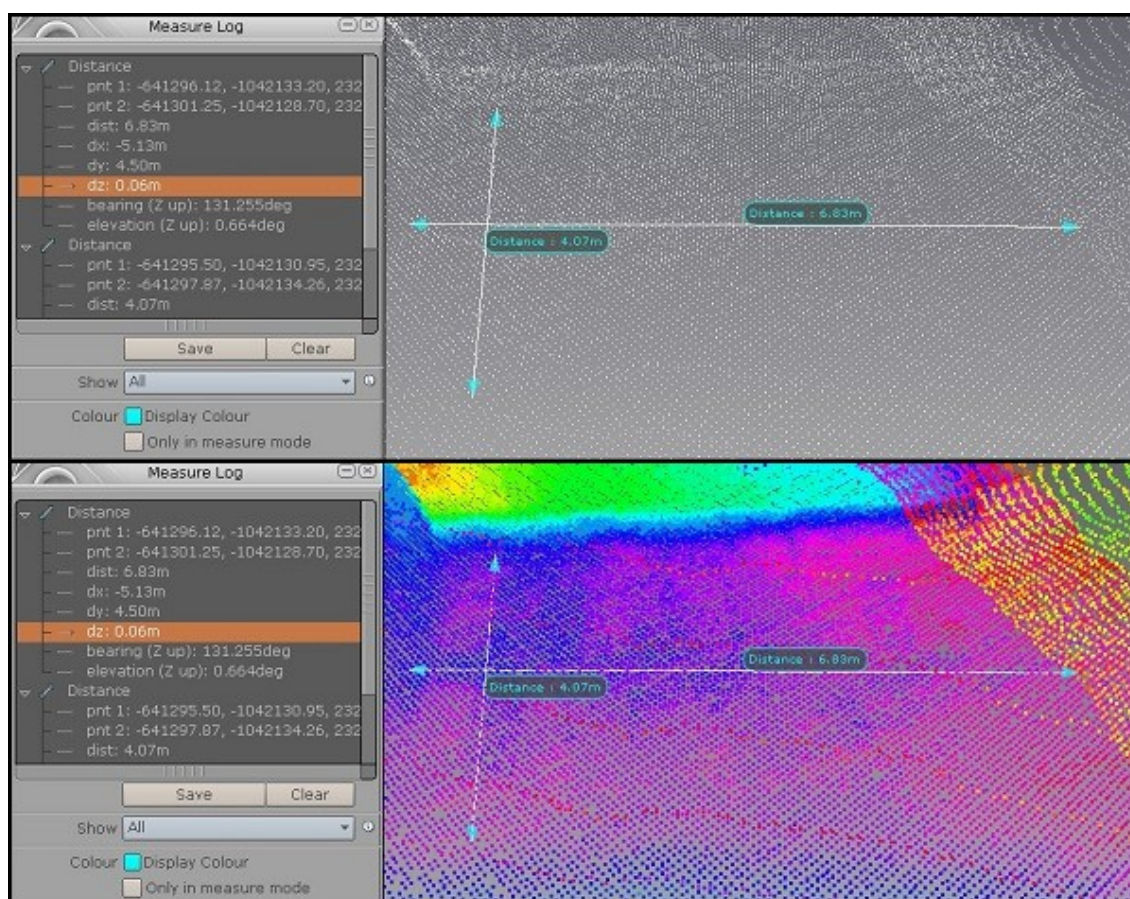 Measure Log
Distance
pnt 1: -641296.12, -1042133.20, 232
pnt 2: -641301.25, -1042128.70, 232
dist: 6.83m
dx: -5.13m
dy: 4.50m
dz: 0.06m
bearing (Z up): 131.255deg
elevation (Z up): 0.664deg
Distance
pnt 1: -641295.50, -1042130.95, 232
pnt 2: -641297.87, -1042134.26, 232
dist: 4.07m
Save Clear
Show All
Colour Display Colour
Only in measure mode
Distance : 6.83m
Distance : 4.07m
Measure Log
Distance
pnt 1: -641296.12, -1042133.20, 232
pnt 2: -641301.25, -1042128.70, 232
dist: 6.83m
dx: -5.13m
dy: 4.50m
dz: 0.06m
bearing (Z up): 131.255deg
elevation (Z up): 0.664deg
Distance
pnt 1: -641295.50, -1042130.95, 232
pnt 2: -641297.87, -1042134.26, 232
dist: 4.07m
Save Clear
Show All
Colour Display Colour
Only in measure mode
Distance : 6.83m
Distance : 4.07m